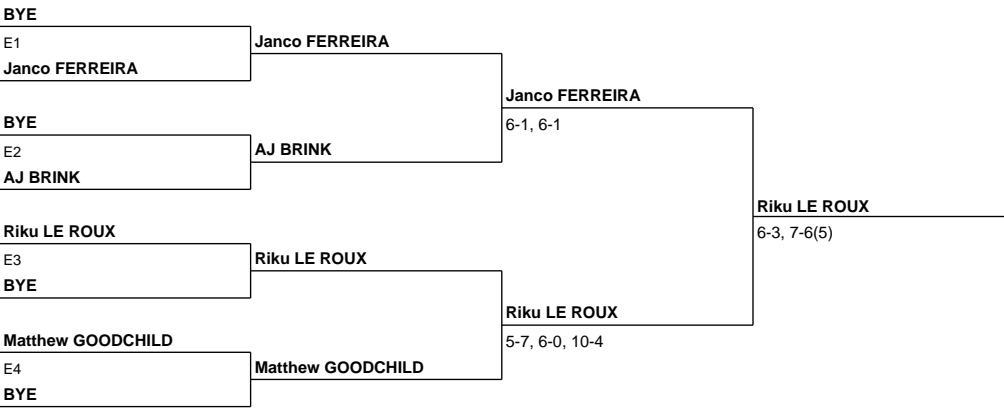 BYE
E1
Janco FERREIRA
Janco FERREIRA
Janco FERREIRA
6-1, 6-1
BYE
E2
AJ BRINK
AJ BRINK
Riku LE ROUX
6-3, 7-6(5)
Riku LE ROUX
E3
BYE
Riku LE ROUX
Riku LE ROUX
5-7, 6-0, 10-4
Matthew GOODCHILD
E4
BYE
Matthew GOODCHILD